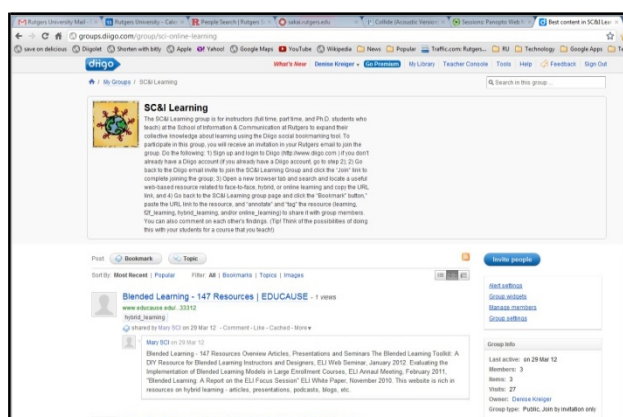 Rutgers University Mail -
Rutgers University - Caler
People Search | Rutgers S
sakai.rutgers.edu
Collide (Acoustic Version)
Sessions: Panopto Web
Best content in SC&I Lear
groups.diigo.com/group/sci-online-learning
save on delicious Diigolet Shorten with bitly Apple Yahoo! Google Maps YouTube Wikipedia News Popular Traffic.com: Rutgers... RU Technology Google Apps
diigo
What's New Denise Kreiger Go Premium My Library Teacher Console Tools Help Feedback Sign Out
/ My Groups / SC&I Learning
Search in this group ...
SC&I Learning
The SC&I Learning group is for instructors (full time, part time, and Ph.D. students who
teach) at the School of Information & Communication at Rutgers to expand their
collective knowledge about learning using the Diigo social bookmarking tool. To
participate in this group, you will receive an invitation in your Rutgers email to join the
group. Do the following: 1) Sign up and login to Diigo (http://www.diigo.com ) if you don't
already have a Diigo account (if you already have a Diigo account, go to step 2); 2) Go
back to the Diigo email invite to join the SC&I Learning Group and click the "Join" link to
complete joining the group; 3) Open a new browser tab and search and locate a useful
web-based resource related to face-to-face, hybrid, or online learning and copy the URL
link; and 4) Go back to the SC&I Learning group page and click the "Bookmark" button,"
paste the URL link to the resource, and "annotate" and "tag" the resource (learning,
f2f_learning, hybrid_learning, and/or online_learning) to share it with group members.
You can also comment on each other's findings. (Tip! Think of the possibilities of doing
this with your students for a course that you teach!)
Post Bookmark Topic
Sort By: Most Recent | Popular Filter: All | Bookmarks | Topics | Images
Blended Learning - 147 Resources | EDUCAUSE - 1 views
www.educause.edu/...33312
hybrid_learning
shared by Mary SCI on 29 Mar 12 - Comment - Like - Cached - More
Mary SCI on 29 Mar 12
Blended Learning - 147 Resources Overview Articles, Presentations and Seminars The Blended Learning Toolkit: A
DIY Resource for Blended Learning Instructors and Designers, ELI Web Seminar, January 2012. Evaluating the
Implementation of Blended Learning Models in Large Enrollment Courses, ELI Annual Meeting, February 2011,
"Blended Learning: A Report on the ELI Focus Session" ELI White Paper, November 2010. This website is rich in
resources on hybrid learning - articles, presentations, podcasts, blogs, etc.
Invite people
Alert settings
Group widgets
Manage members
Group settings
Group Info
Last active: on 29 Mar 12
Members: 3
Items: 3
Visits: 27
Owner: Denise Kreiger
Group type: Public, Join by invitation only